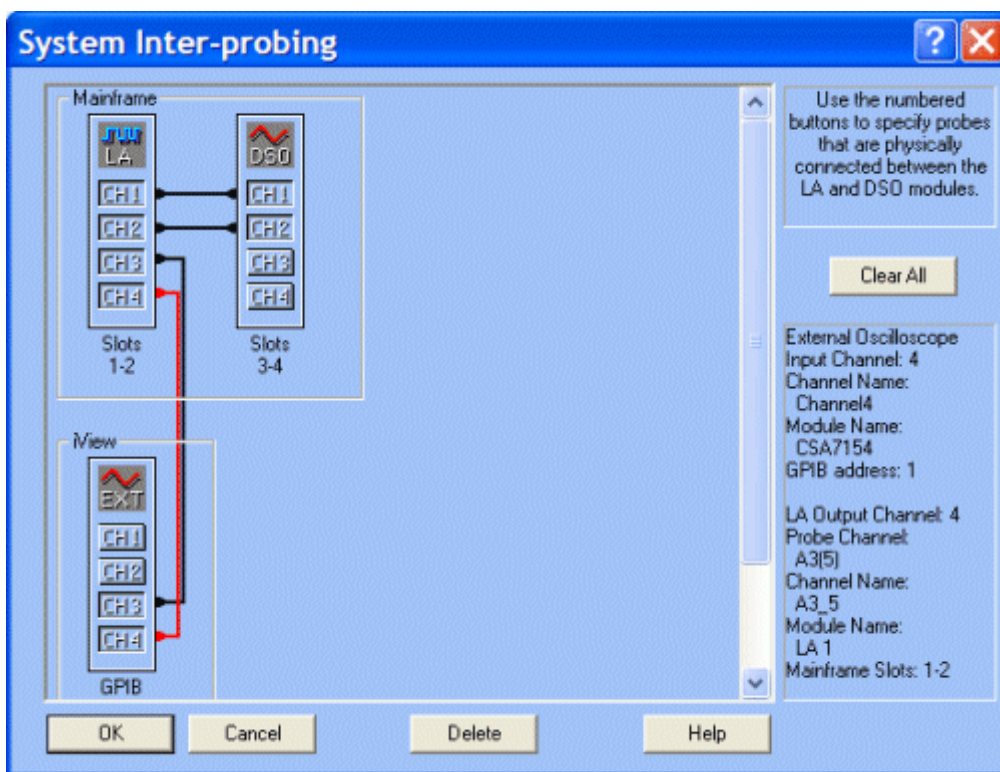 System Inter-probing
?
Mainframe
LA
CH1
CH2
CH3
CH4
Slots
1-2
DSO
CH1
CH2
CH3
CH4
Slots
3-4
iView
EXT
CH1
CH2
CH3
CH4
GPIB
Use the numbered
buttons to specify probes
that are physically
connected between the
LA and DSO modules.
Clear All
External Oscilloscope
Input Channel: 4
Channel Name:
Channel4
Module Name:
CSA7154
GPIB address: 1
LA Output Channel: 4
Probe Channel:
A3(5)
Channel Name:
A3_5
Module Name:
LA 1
Mainframe Slots: 1-2
OK
Cancel
Delete
Help